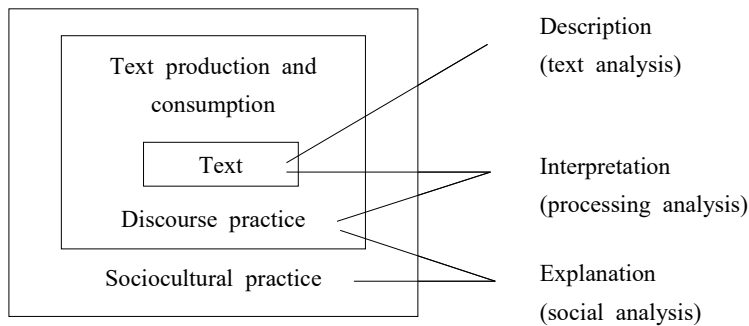 Text production and
consumption
Text
Discourse practice
Sociocultural practice
Description
(text analysis)
Interpretation
(processing analysis)
Explanation
(social analysis)